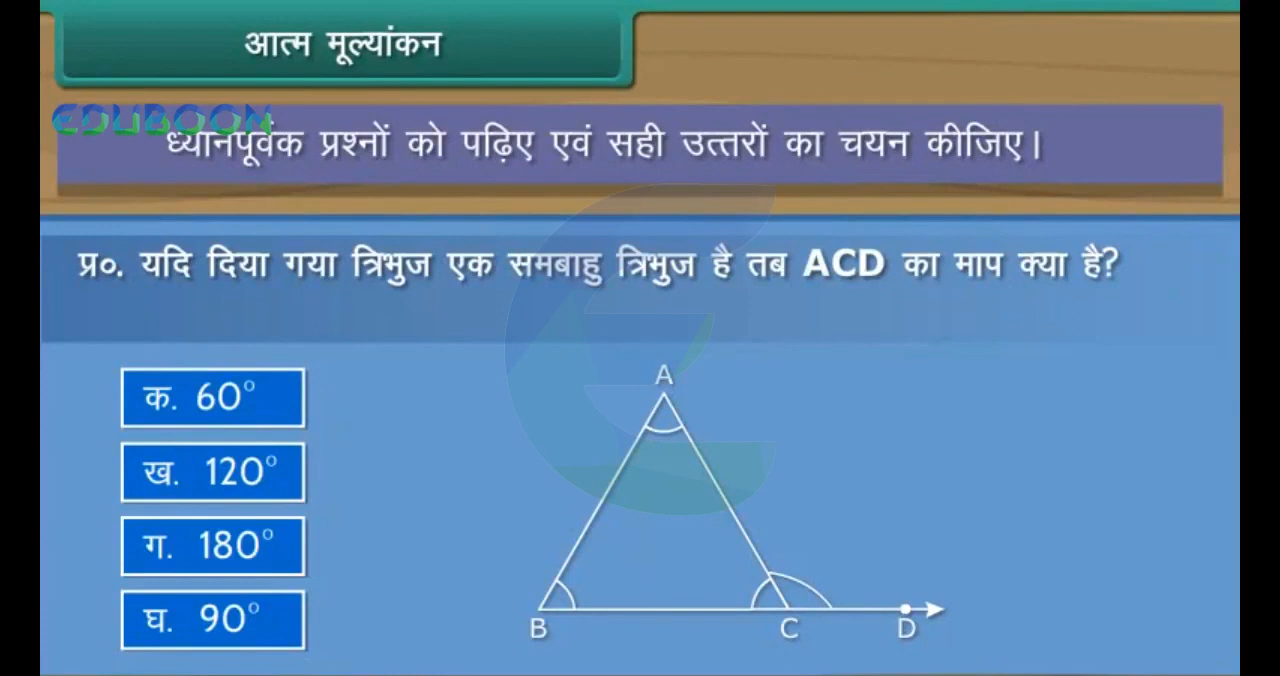 आत्म मूल्यांकन
EDUBOON
ध्यानपूर्वक प्रश्नों को पढ़िए एवं सही उत्तरों का चयन कीजिए।
प्र०. यदि दिया गया त्रिभुज एक समबाहु त्रिभुज है तब ACD का माप क्या है?
क. 60°
ख. 120°
ग. 180°
घ. 90°
A
B C D